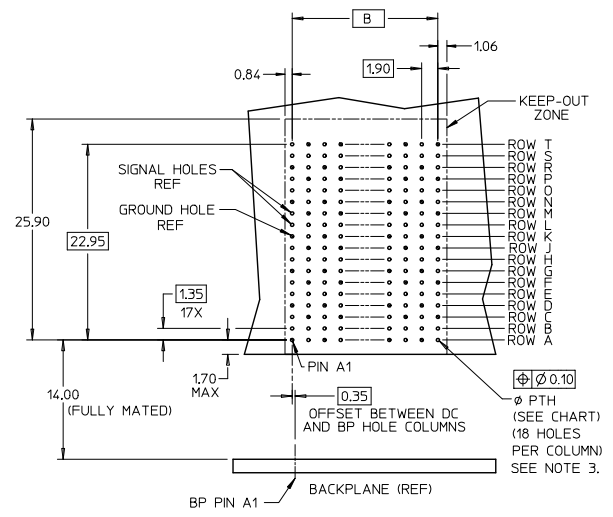 B
1.06
1.90
0.84
KEEP-OUT
ZONE
ROW T
ROW S
ROW R
ROW P
ROW O
ROW N
ROW M
ROW L
ROW K
ROW J
ROW H
ROW G
ROW F
ROW E
ROW D
ROW C
ROW B
ROW A
SIGNAL HOLES
REF
GROUND HOLE
REF
25.90
22.95
1.35
17X
PIN A1
1.70
MAX
14.00
(FULLY MATED)
0.35
OFFSET BETWEEN DC
AND BP HOLE COLUMNS
⌖ Ø 0.10
Ø PTH
(SEE CHART)
(18 HOLES
PER COLUMN)
SEE NOTE 3.
BACKPLANE (REF)
BP PIN A1